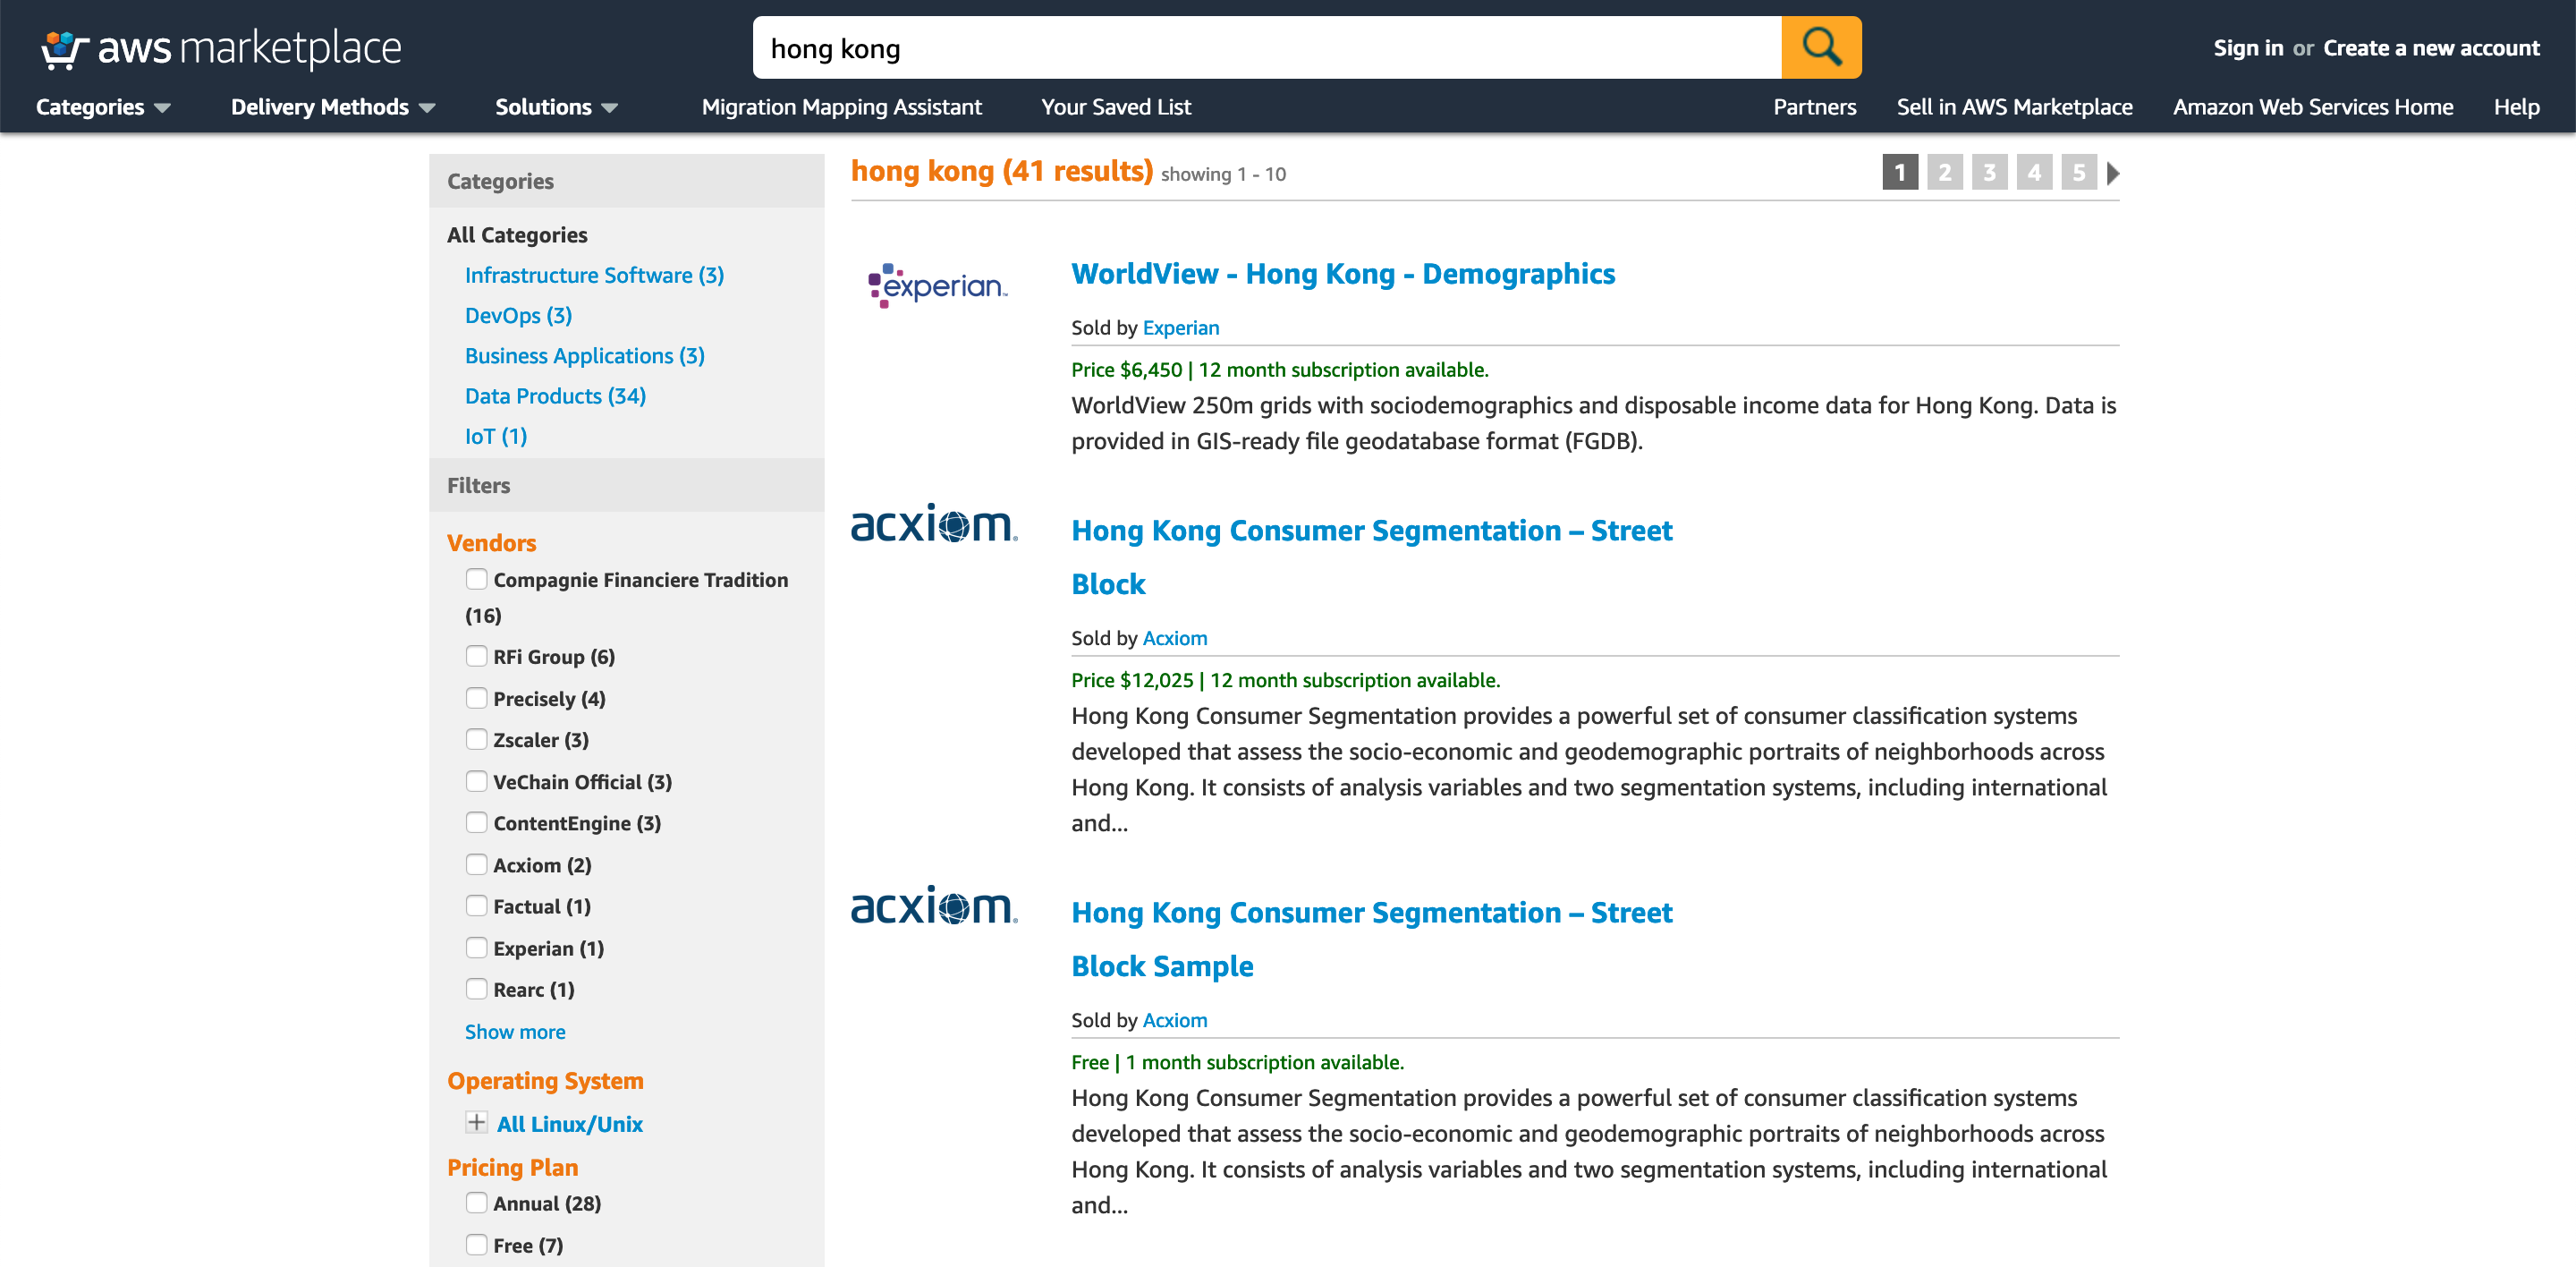 aws marketplace
hong kong
Sign in or Create a new account
Categories
Delivery Methods
Solutions
Migration Mapping Assistant
Your Saved List
Partners
Sell in AWS Marketplace
Amazon Web Services Home
Help
Categories
All Categories
Infrastructure Software (3)
DevOps (3)
Business Applications (3)
Data Products (34)
IoT (1)
Filters
Vendors
Compagnie Financiere Tradition
(16)
RFi Group (6)
Precisely (4)
Zscaler (3)
VeChain Official (3)
ContentEngine (3)
Acxiom (2)
Factual (1)
Experian (1)
Rearc (1)
Show more
Operating System
All Linux/Unix
Pricing Plan
Annual (28)
Free (7)
hong kong (41 results) showing 1 - 10
1 2 3 4 5
experian™
WorldView - Hong Kong - Demographics
Sold by Experian
Price $6,450 | 12 month subscription available.
WorldView 250m grids with sociodemographics and disposable income data for Hong Kong. Data is
provided in GIS-ready file geodatabase format (FGDB).
acxiom®
Hong Kong Consumer Segmentation – Street
Block
Sold by Acxiom
Price $12,025 | 12 month subscription available.
Hong Kong Consumer Segmentation provides a powerful set of consumer classification systems
developed that assess the socio-economic and geodemographic portraits of neighborhoods across
Hong Kong. It consists of analysis variables and two segmentation systems, including international
and...
acxiom®
Hong Kong Consumer Segmentation – Street
Block Sample
Sold by Acxiom
Free | 1 month subscription available.
Hong Kong Consumer Segmentation provides a powerful set of consumer classification systems
developed that assess the socio-economic and geodemographic portraits of neighborhoods across
Hong Kong. It consists of analysis variables and two segmentation systems, including international
and...